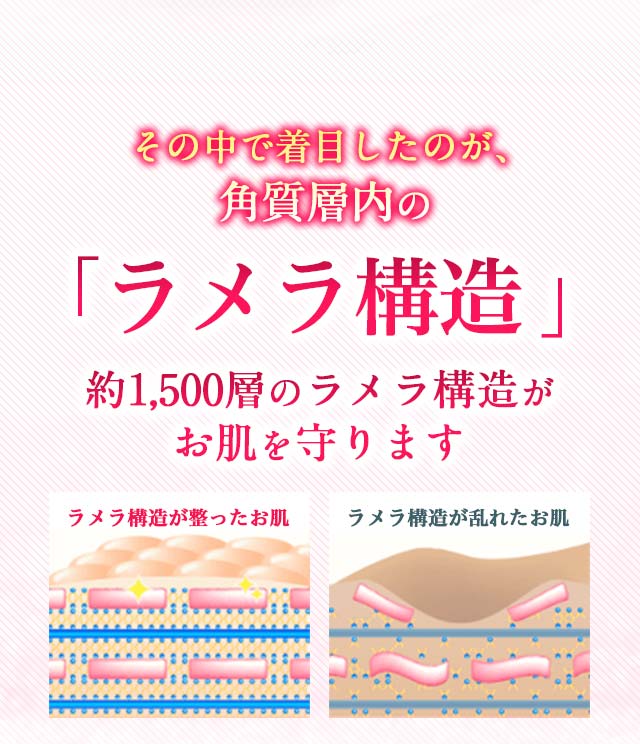 その中で着目したのが、
角質層内の
「ラメラ構造」
約1,500層のラメラ構造が
お肌を守ります
ラメラ構造が整ったお肌
ラメラ構造が乱れたお肌